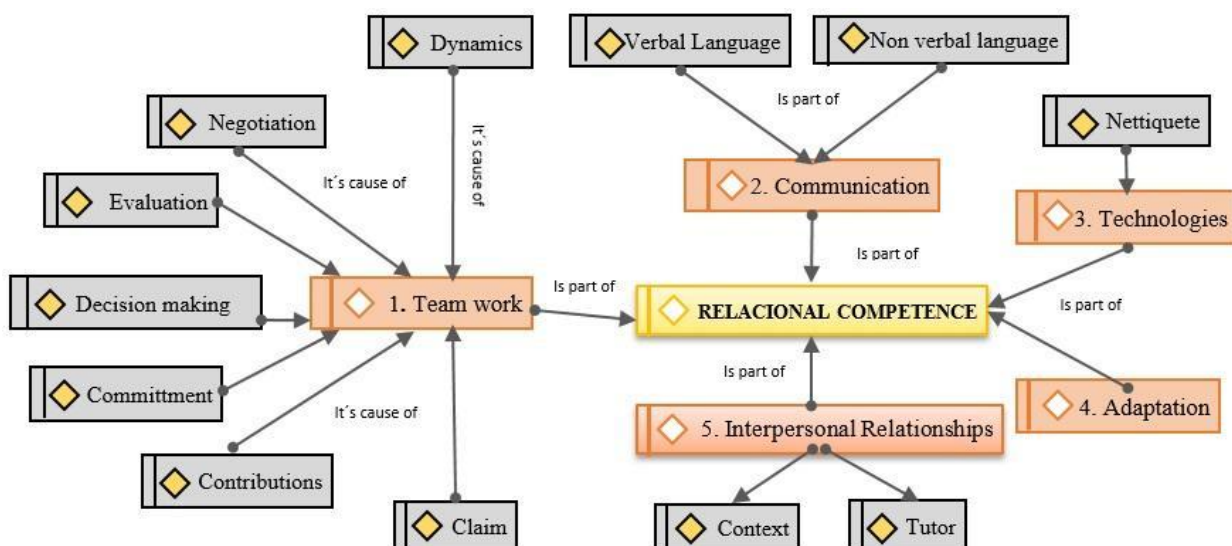 Dynamics
Verbal Language
Non verbal language
Is part of
Negotiation
Nettiquete
It´s cause of
It´s cause of
Evaluation
2. Communication
3. Technologies
Is part of
Decision making
1. Team work
Is part of
RELACIONAL COMPETENCE
Is part of
Committment
Is part of
4. Adaptation
It´s cause of
5. Interpersonal Relationships
Contributions
Claim
Context
Tutor